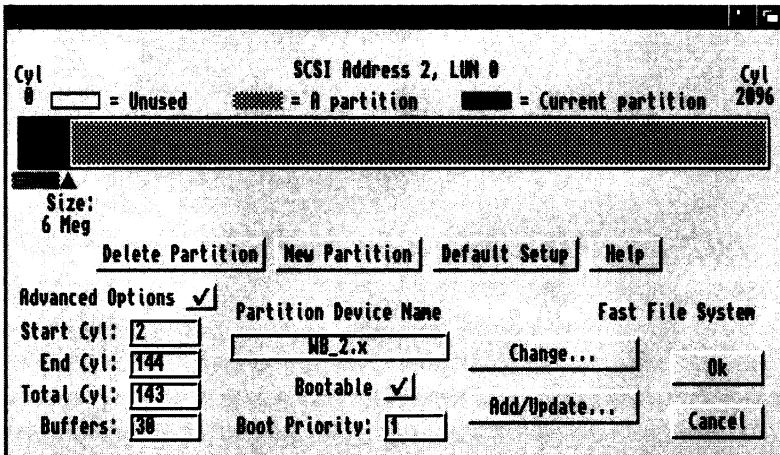 SCSI Address 2, LUN 0
Cyl
0
Cyl
2096
= Unused = A partition = Current partition
Size:
6 Meg
Delete Partition New Partition Default Setup Help
Advanced Options
Start Cyl: 2
End Cyl: 144
Total Cyl: 143
Buffers: 30
Partition Device Name
WB_2.x
Bootable
Boot Priority: 1
Fast File System
Change...
Add/Update...
Ok
Cancel